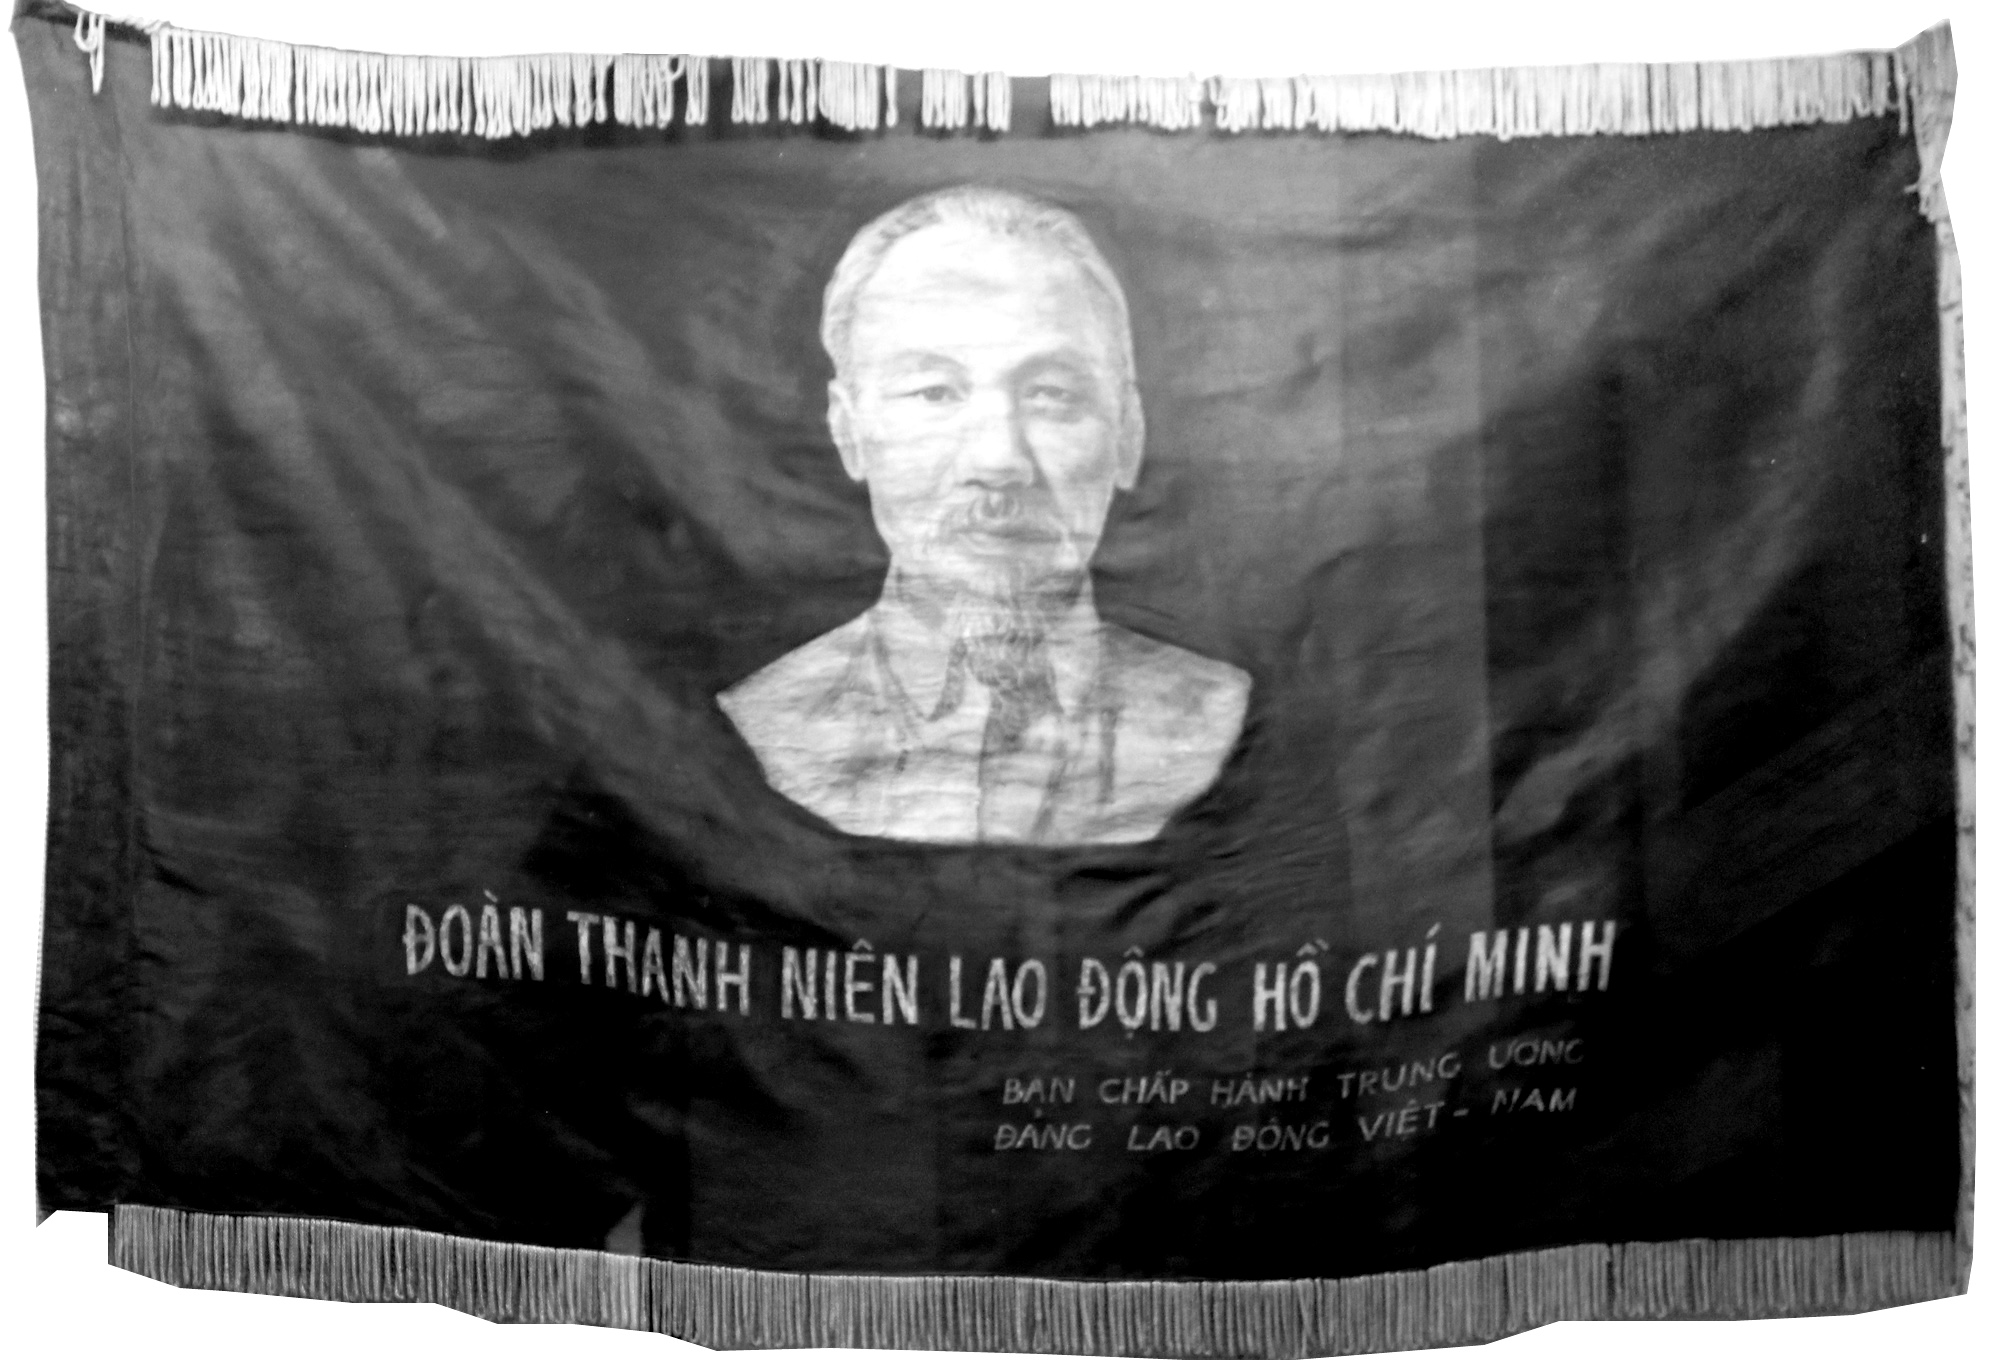 ĐOÀN THANH NIÊN LAO ĐỘNG HỒ CHÍ MINH
BAN CHẤP HÀNH TRUNG ƯƠNG
ĐẢNG LAO ĐỘNG VIỆT - NAM